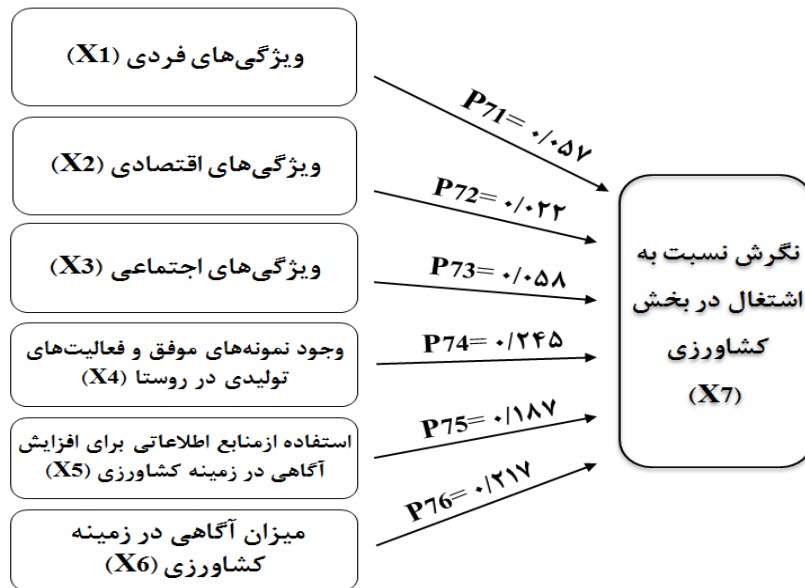 ویژگی‌های فردی (X1)
ویژگی‌های اقتصادی (X2)
ویژگی‌های اجتماعی (X3)
وجود نمونه‌های موفق و فعالیت‌های
تولیدی در روستا (X4)
استفاده ازمنابع اطلاعاتی برای افزایش
آگاهی در زمینه کشاورزی (X5)
میزان آگاهی در زمینه
کشاورزی (X6)
P71= ۰/۰۵۷
P72= ۰/۰۲۲
P73= ۰/۰۵۸
P74= ۰/۲۴۵
P75= ۰/۱۸۷
P76= ۰/۲۱۷
نگرش نسبت به
اشتغال در بخش
کشاورزی
(X7)